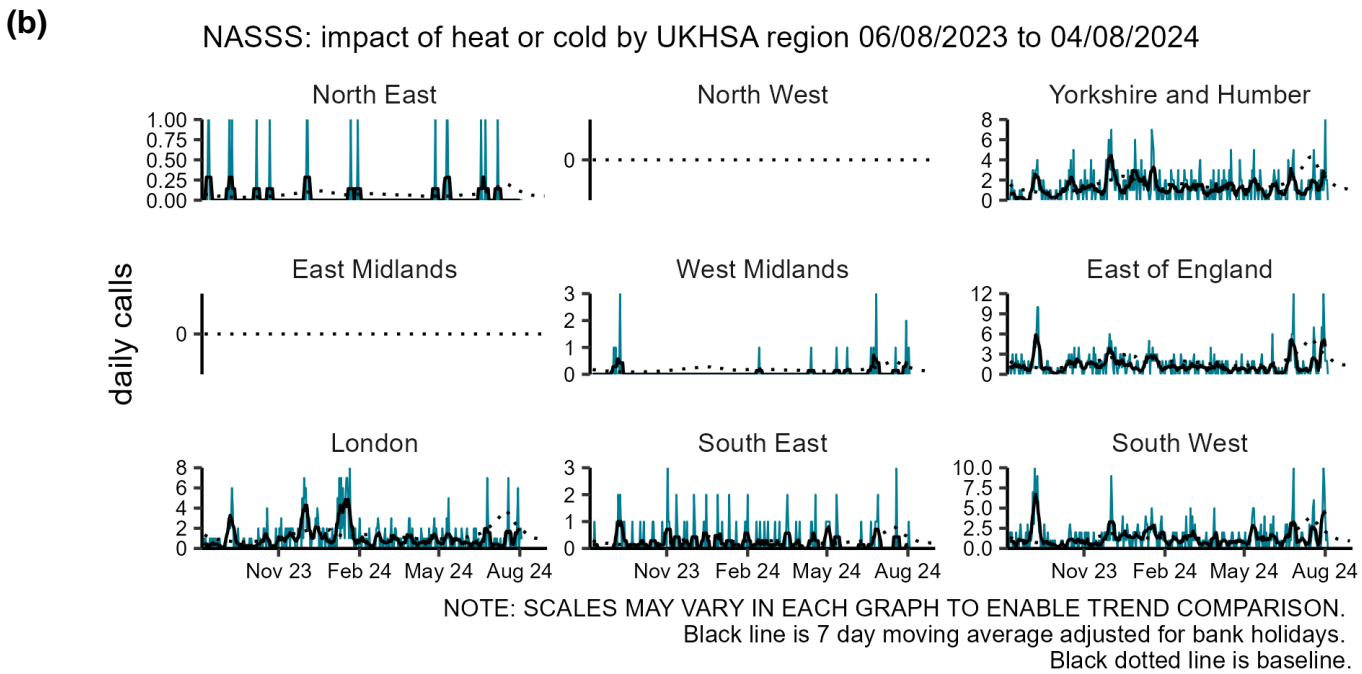 (b)
NASSS: impact of heat or cold by UKHSA region 06/08/2023 to 04/08/2024
daily calls
North East
1.00
0.75
0.50
0.25
0.00
North West
0
Yorkshire and Humber
8
6
4
2
0
East Midlands
0
West Midlands
3
2
1
0
East of England
12
9
6
3
0
London
8
6
4
2
0
Nov 23 Feb 24 May 24 Aug 24
South East
3
2
1
0
Nov 23 Feb 24 May 24 Aug 24
South West
10.0
7.5
5.0
2.5
0.0
Nov 23 Feb 24 May 24 Aug 24
NOTE: SCALES MAY VARY IN EACH GRAPH TO ENABLE TREND COMPARISON.
Black line is 7 day moving average adjusted for bank holidays.
Black dotted line is baseline.